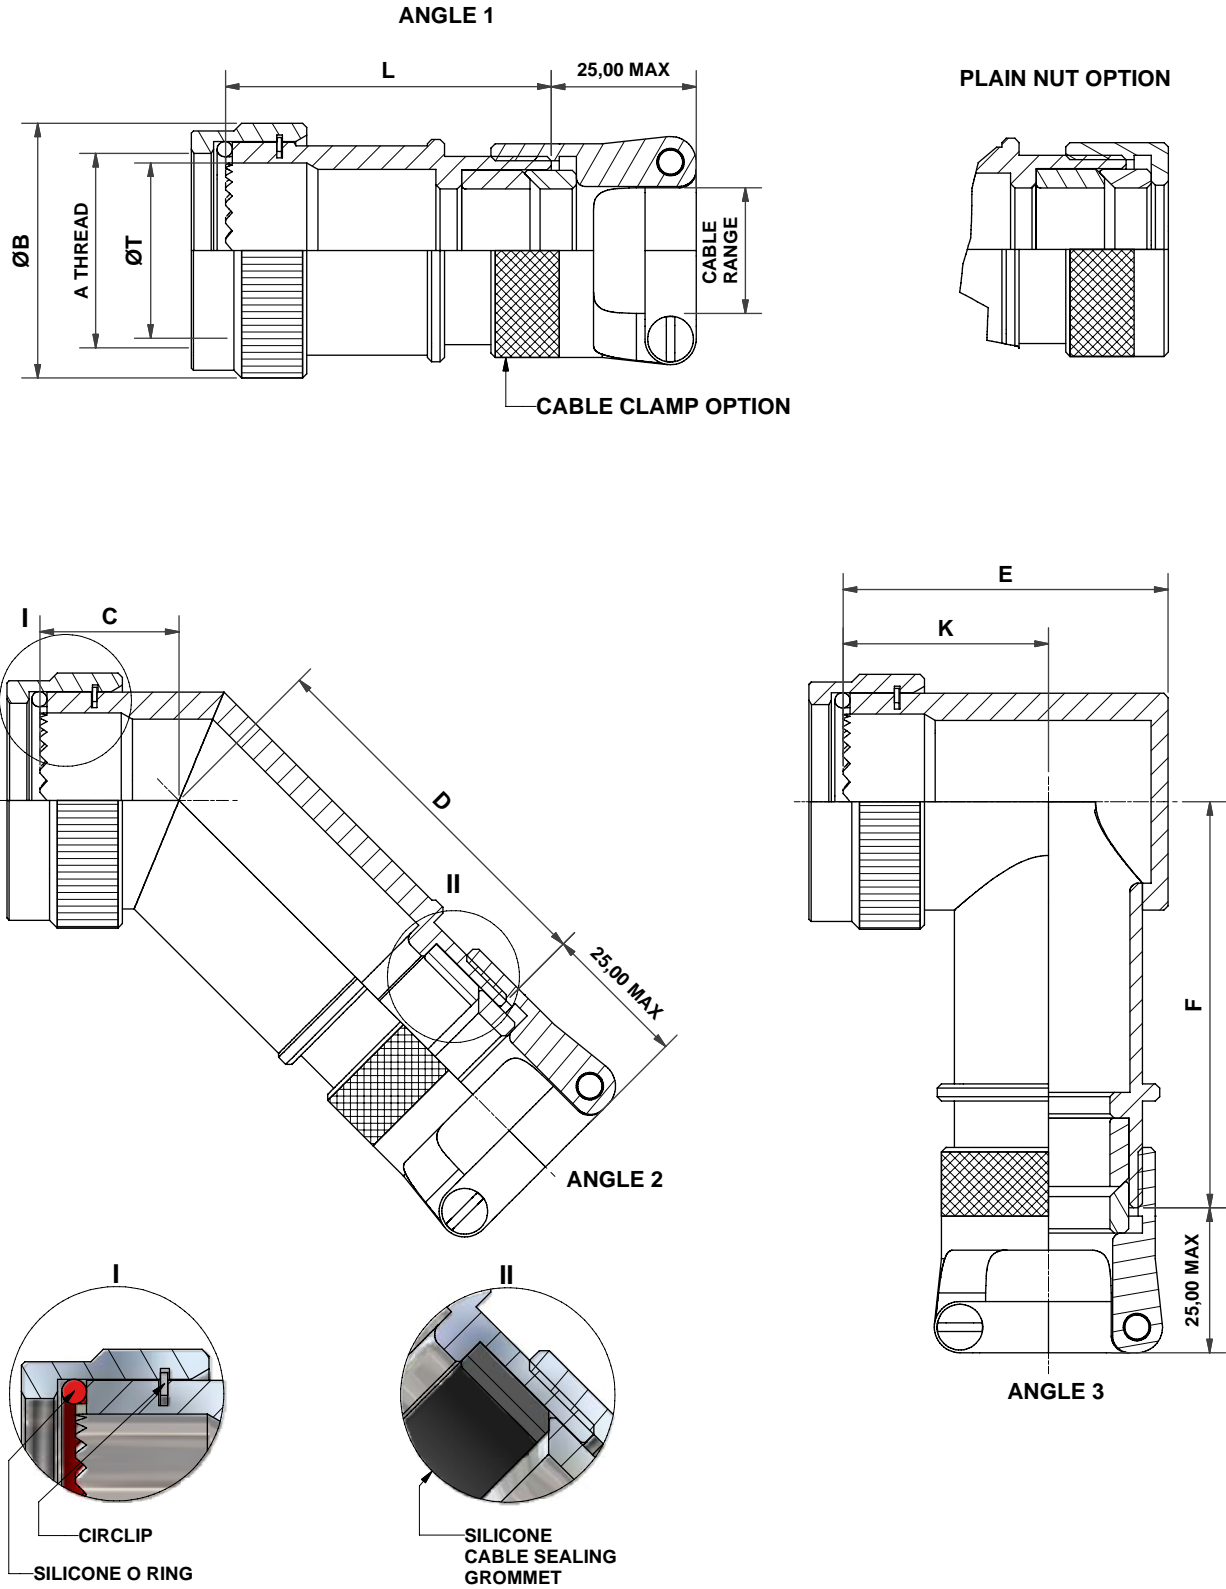 ANGLE 1
L
25,00 MAX
PLAIN NUT OPTION
ØB
A THREAD
ØT
CABLE
RANGE
CABLE CLAMP OPTION
I
C
D
II
25,00 MAX
ANGLE 2
E
K
F
25,00 MAX
ANGLE 3
I
CIRCLIP
SILICONE O RING
II
SILICONE
CABLE SEALING
GROMMET